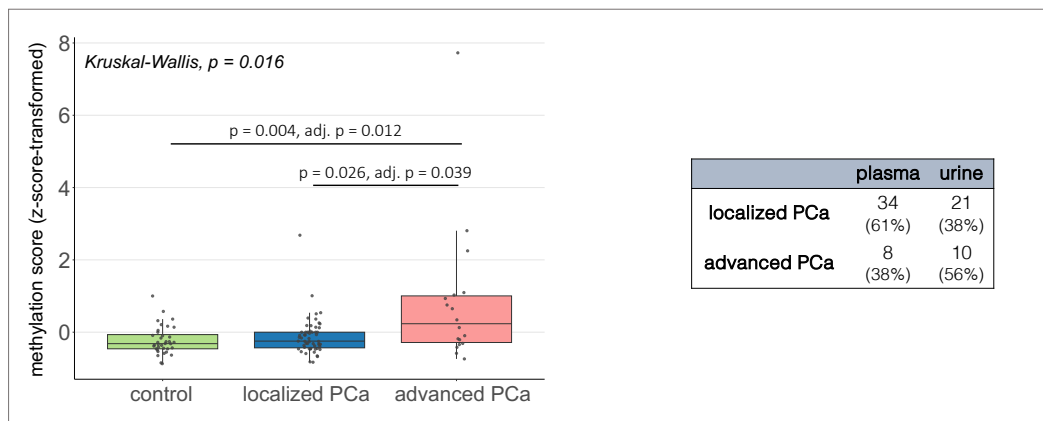 8
6
4
2
0
methylation score (z-score-transformed)
Kruskal-Wallis, p = 0.016
p = 0.004, adj. p = 0.012
p = 0.026, adj. p = 0.039
control localized PCa advanced PCa
plasma urine
localized PCa 34 21
(61%) (38%)
advanced PCa 8 10
(38%) (56%)